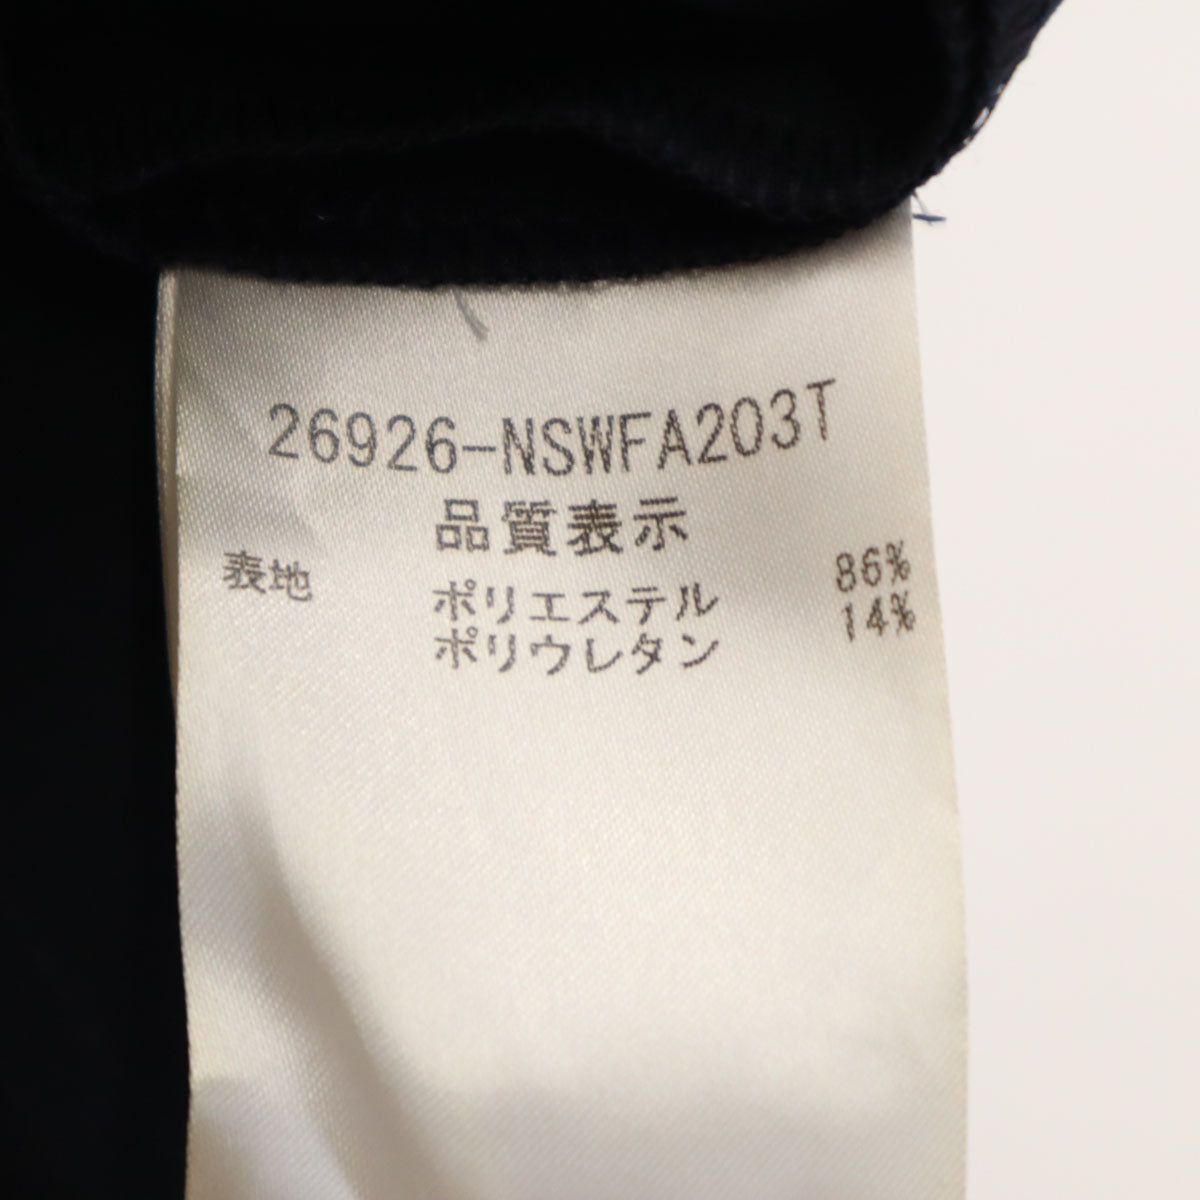 26926-NSWFA203T
品質表示
表地 ポリエステル 86%
ポリウレタン 14%